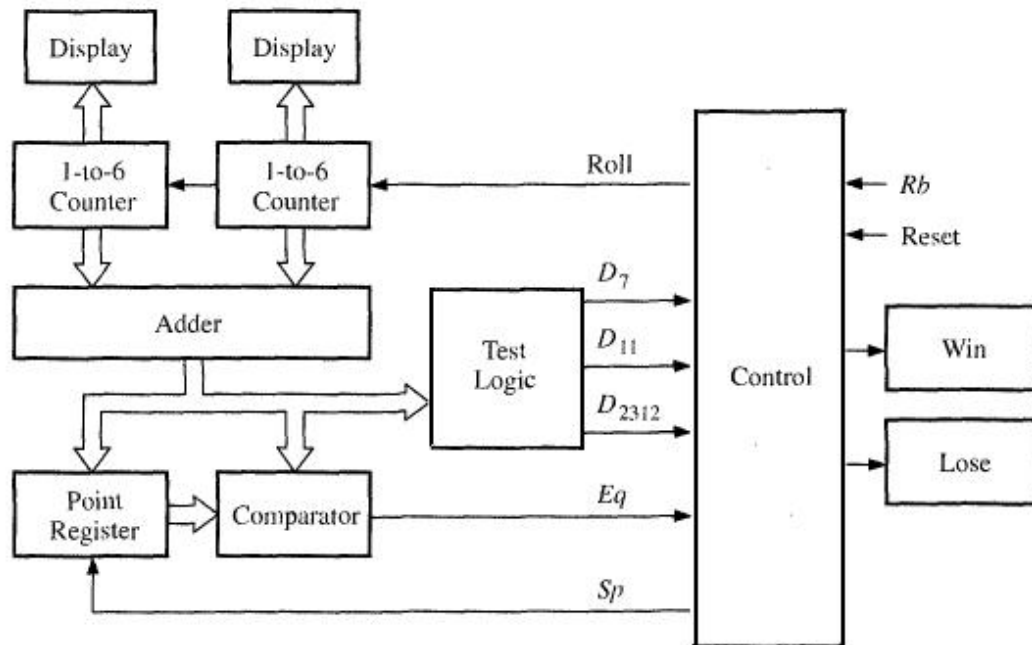 Display
Display
1-to-6
Counter
1-to-6
Counter
Roll
Rb
Reset
Adder
Test
Logic
D7
D11
D2312
Control
Win
Lose
Point
Register
Comparator
Eq
Sp